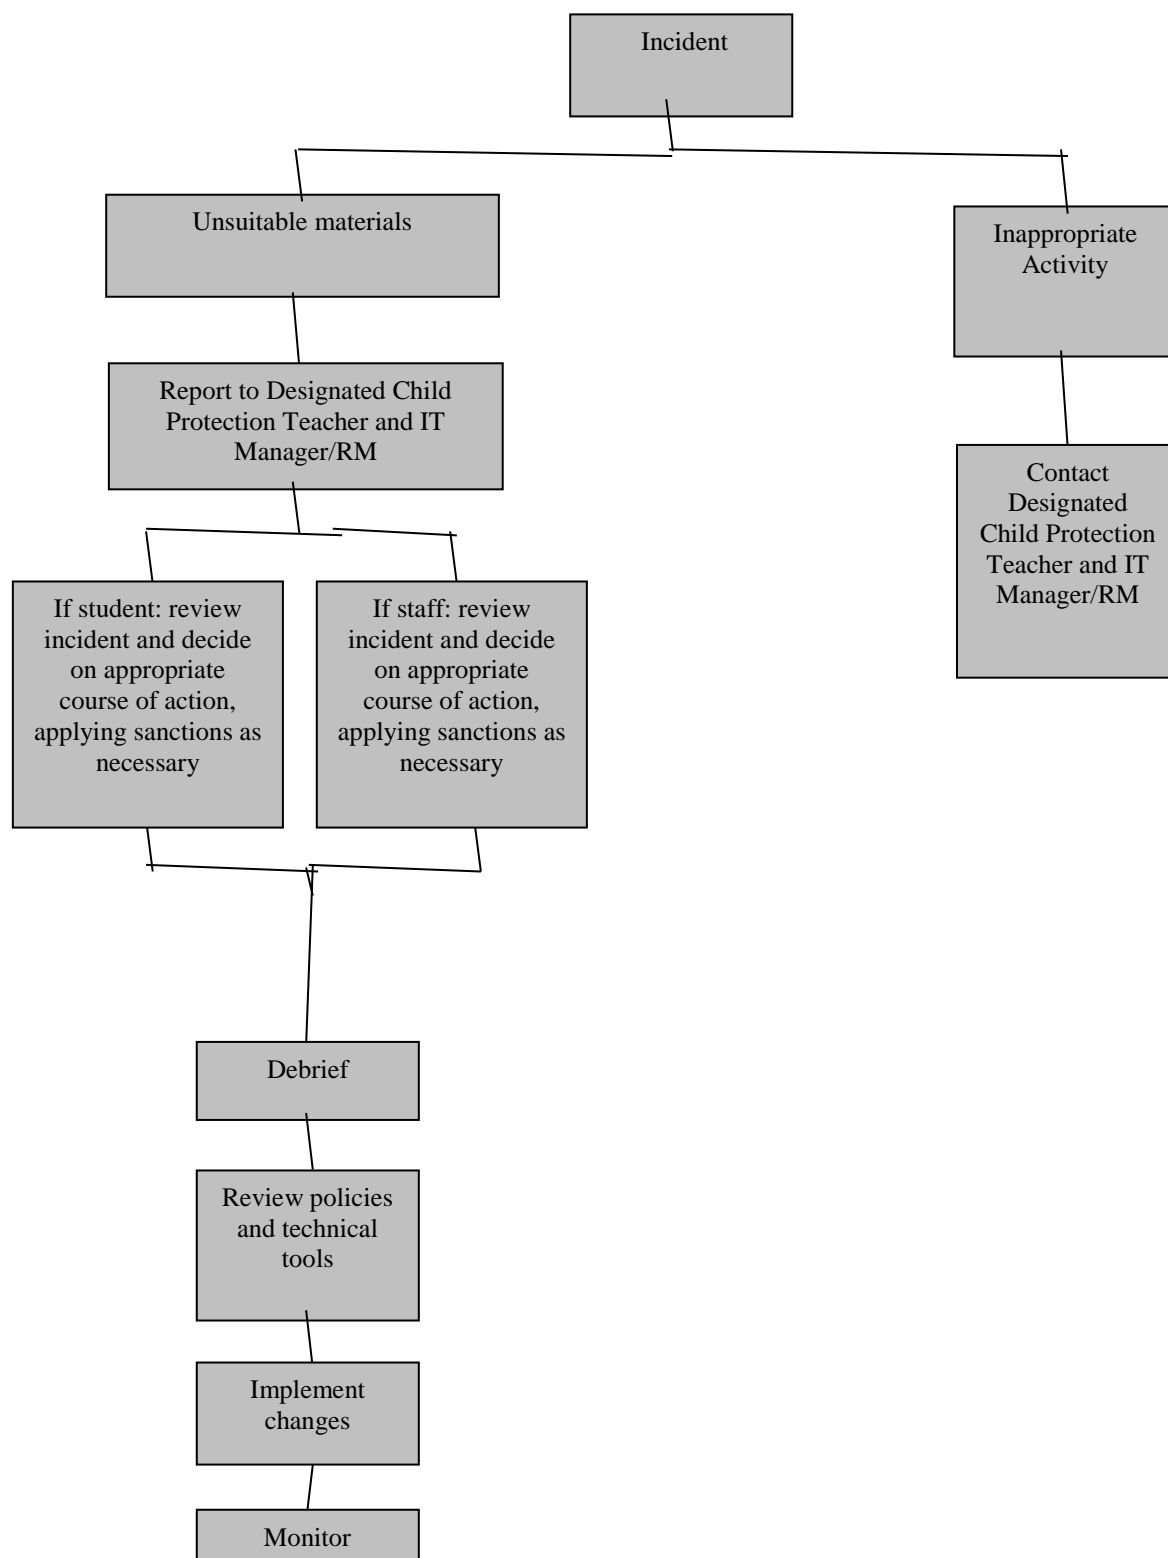 Incident
Unsuitable materials
Inappropriate
Activity
Report to Designated Child
Protection Teacher and IT
Manager/RM
Contact
Designated
Child Protection
Teacher and IT
Manager/RM
If student: review
incident and decide
on appropriate
course of action,
applying sanctions as
necessary
If staff: review
incident and decide
on appropriate
course of action,
applying sanctions as
necessary
Debrief
Review policies
and technical
tools
Implement
changes
Monitor